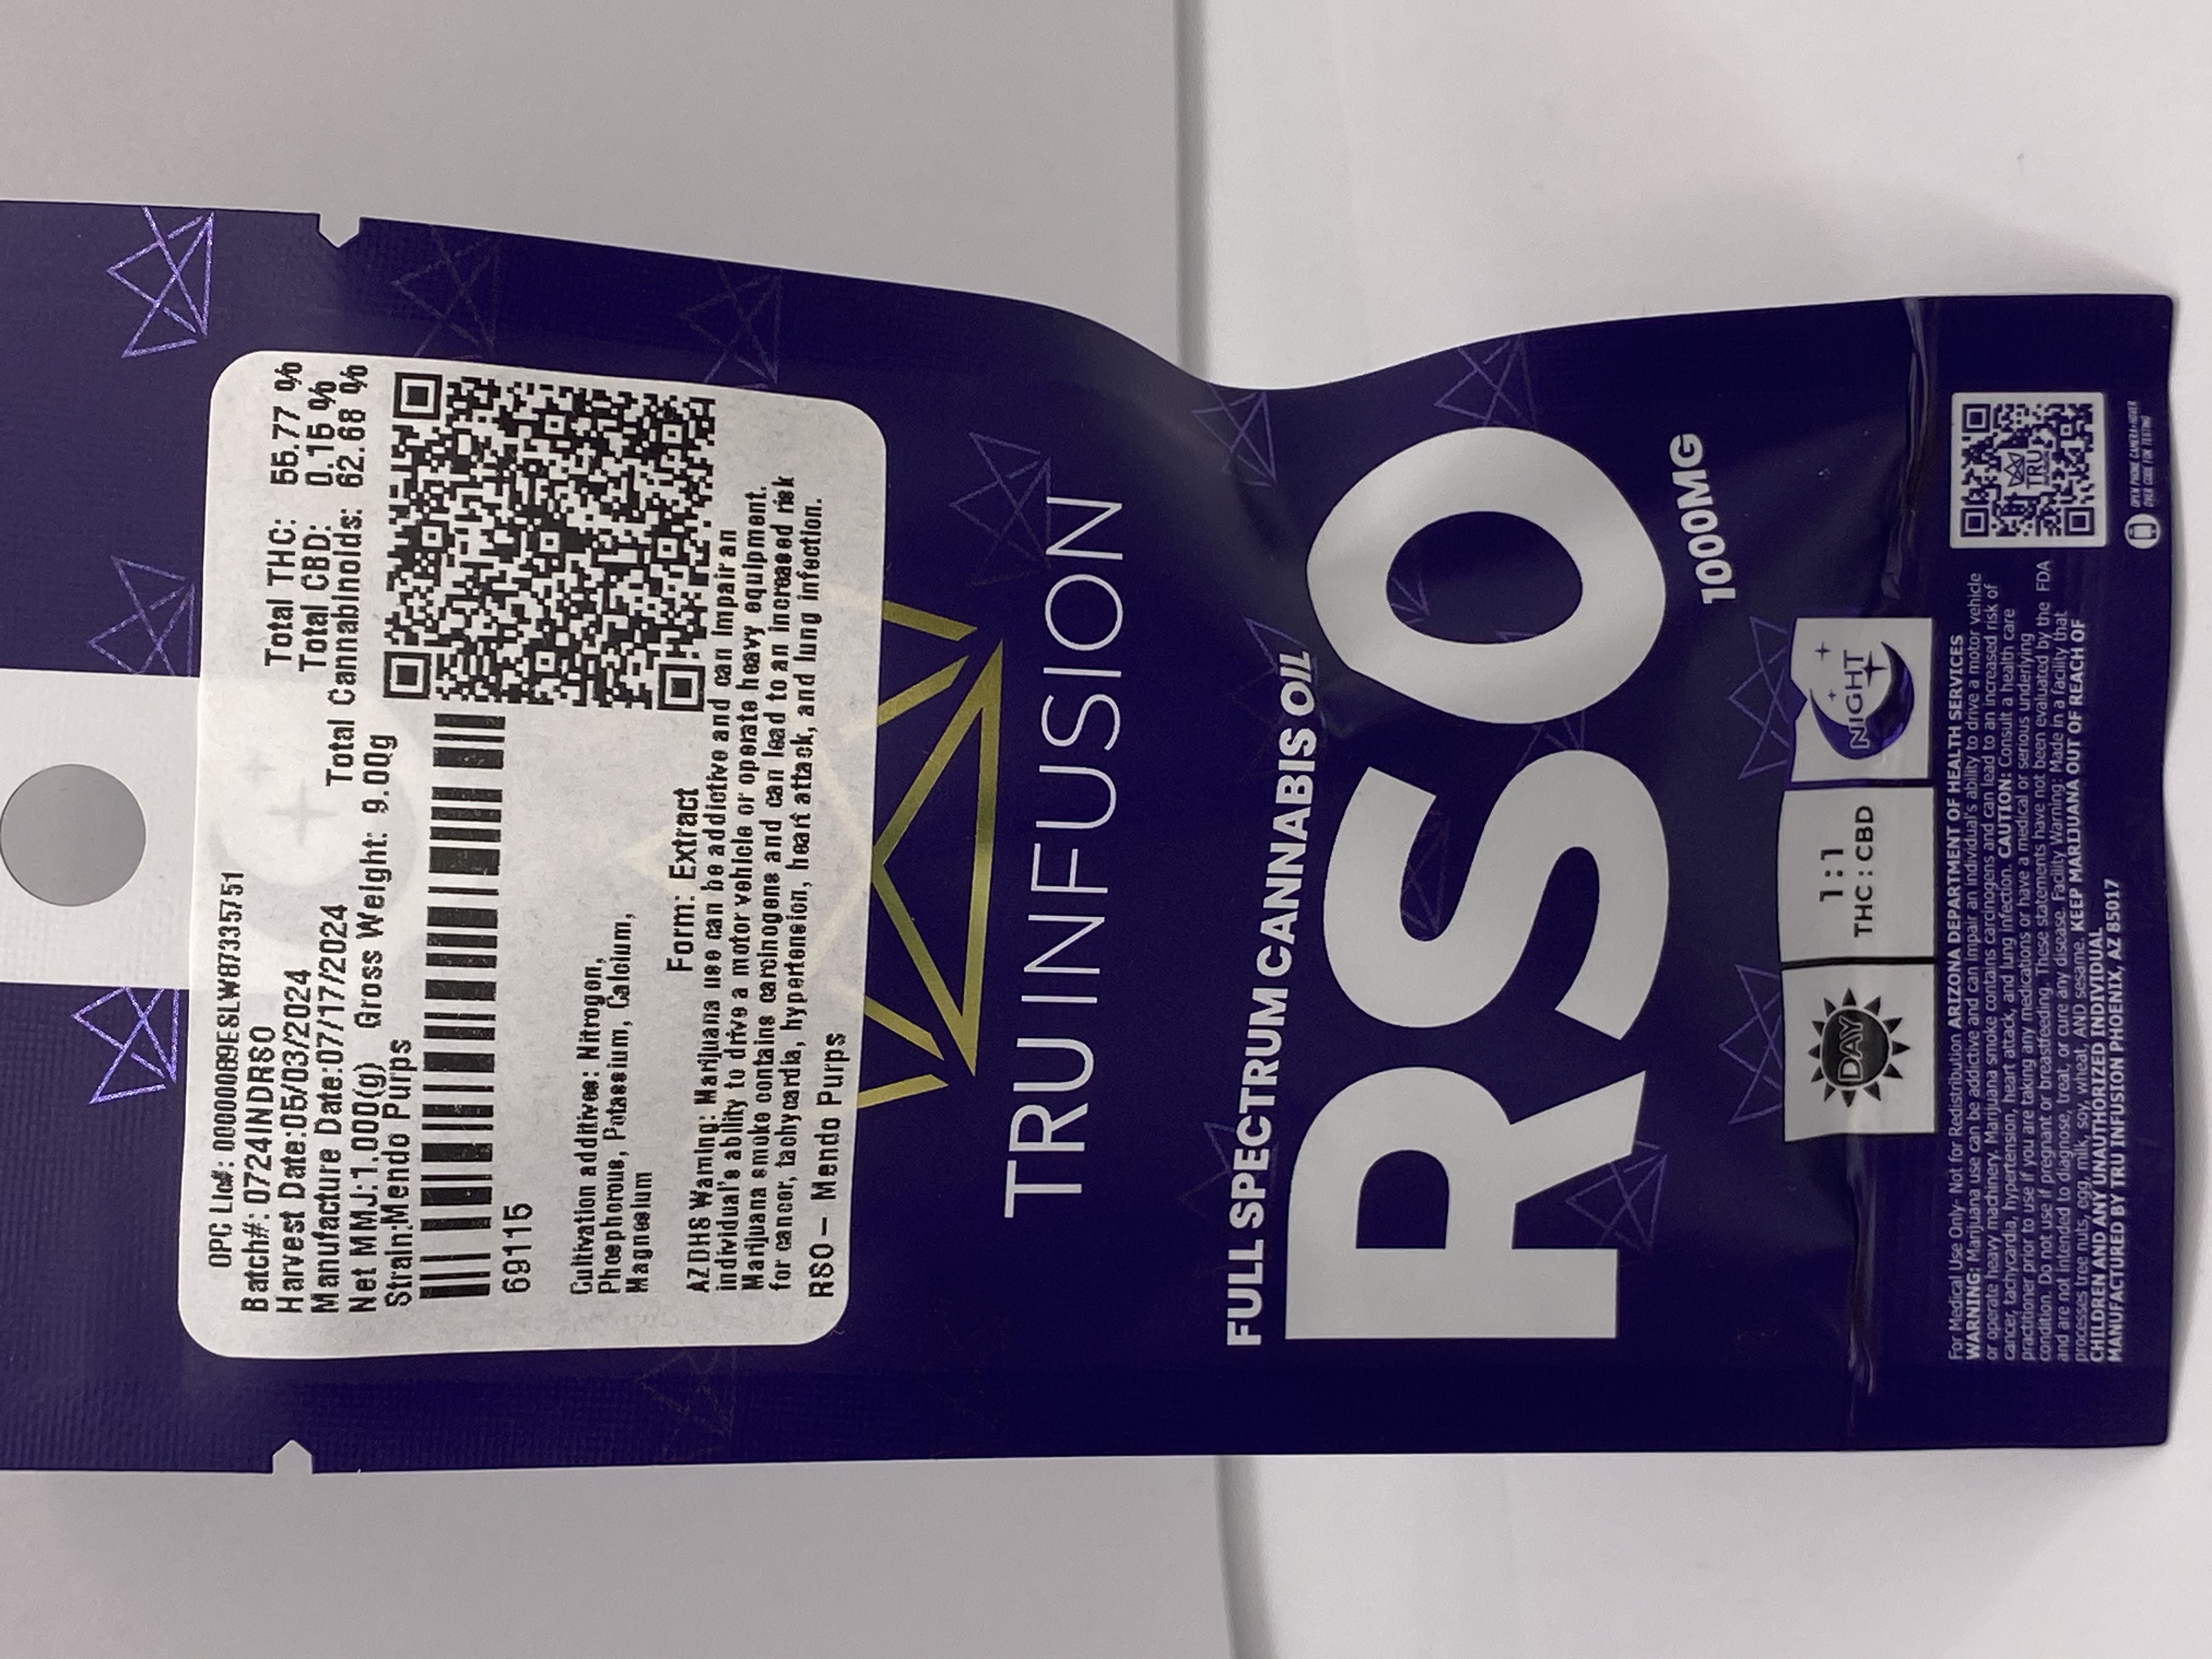 OPC Lic#: 00000089ESLW87335751
Batch#: 0724INDRSO
Harvest Date:05/03/2024
Manufacture Date:07/17/2024
Net MMJ:1.000(g) Gross Weight: 9.00g
Strain:Mendo Purps
Total THC: 55.77 %
Total CBD: 0.15 %
Total Cannabinoids: 62.68 %
69115
Cultivation additives: Nitrogen,
Phosphorous, Potassium, Calcium,
Magnesium
Form: Extract
AZDHS Warning: Marijuana use can be addictive and can impair an
individual's ability to drive a motor vehicle or operate heavy equipment.
Marijuana smoke contains carcinogens and can lead to an increased risk
for cancer, tachycardia, hypertension, heart attack, and lung infection.
RSO – Mendo Purps
TRUINFUSION
FULL SPECTRUM CANNABIS OIL
RSO
1000MG
DAY
1:1
THC:CBD
NIGHT
For Medical Use Only- Not for Redistribution ARIZONA DEPARTMENT OF HEALTH SERVICES
WARNING: Marijuana use can be addictive and can impair an individual's ability to drive a motor vehicle
or operate heavy machinery. Marijuana smoke contains carcinogens and can lead to an increased risk of
cancer, tachycardia, hypertension, heart attack, and lung infection. CAUTION: Consult a health care
practitioner prior to use if you are taking any medications or have a medical or serious underlying
condition. Do not use if pregnant or breastfeeding. These statements have not been evaluated by the FDA
and are not intended to diagnose, treat, or cure any disease. Facility Warning: Made in a facility that
processes tree nuts, egg, milk, soy, wheat, AND sesame. KEEP MARIJUANA OUT OF REACH OF
CHILDREN AND ANY UNAUTHORIZED INDIVIDUAL
MANUFACTURED BY TRU INFUSION PHOENIX, AZ 85017
TRU
OPEN PHONE CAMERA + HOVER
OVER CODE FOR TESTING